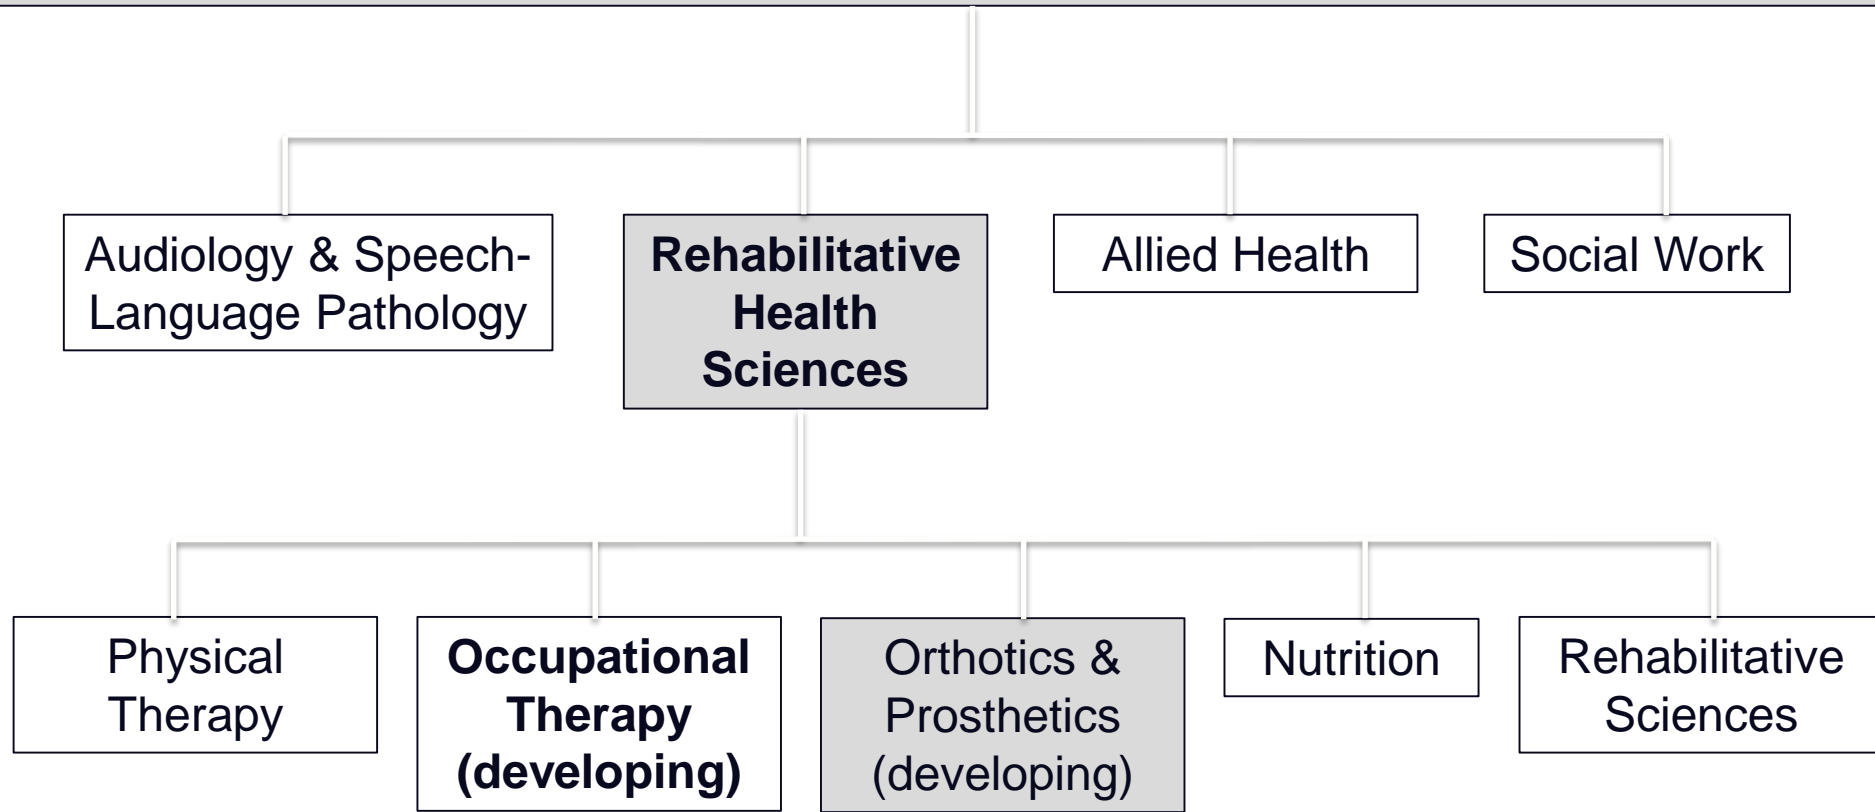 Audiology & Speech-
Language Pathology
Rehabilitative
Health
Sciences
Allied Health
Social Work
Physical
Therapy
Occupational
Therapy
(developing)
Orthotics &
Prosthetics
(developing)
Nutrition
Rehabilitative
Sciences